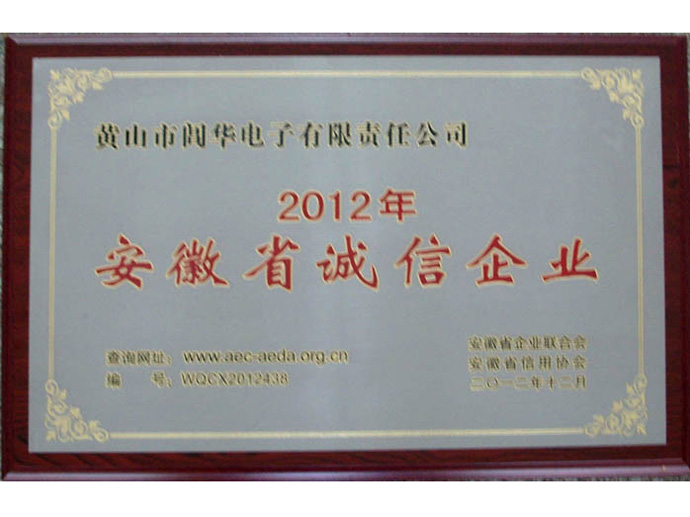 黄山市阊华电子有限责任公司
2012年
安徽省诚信企业
查询网址：www.aec-aeda.org.cn
编 号：WQCX2012438
安徽省企业联合会
安徽省信用协会
二〇一二年十二月